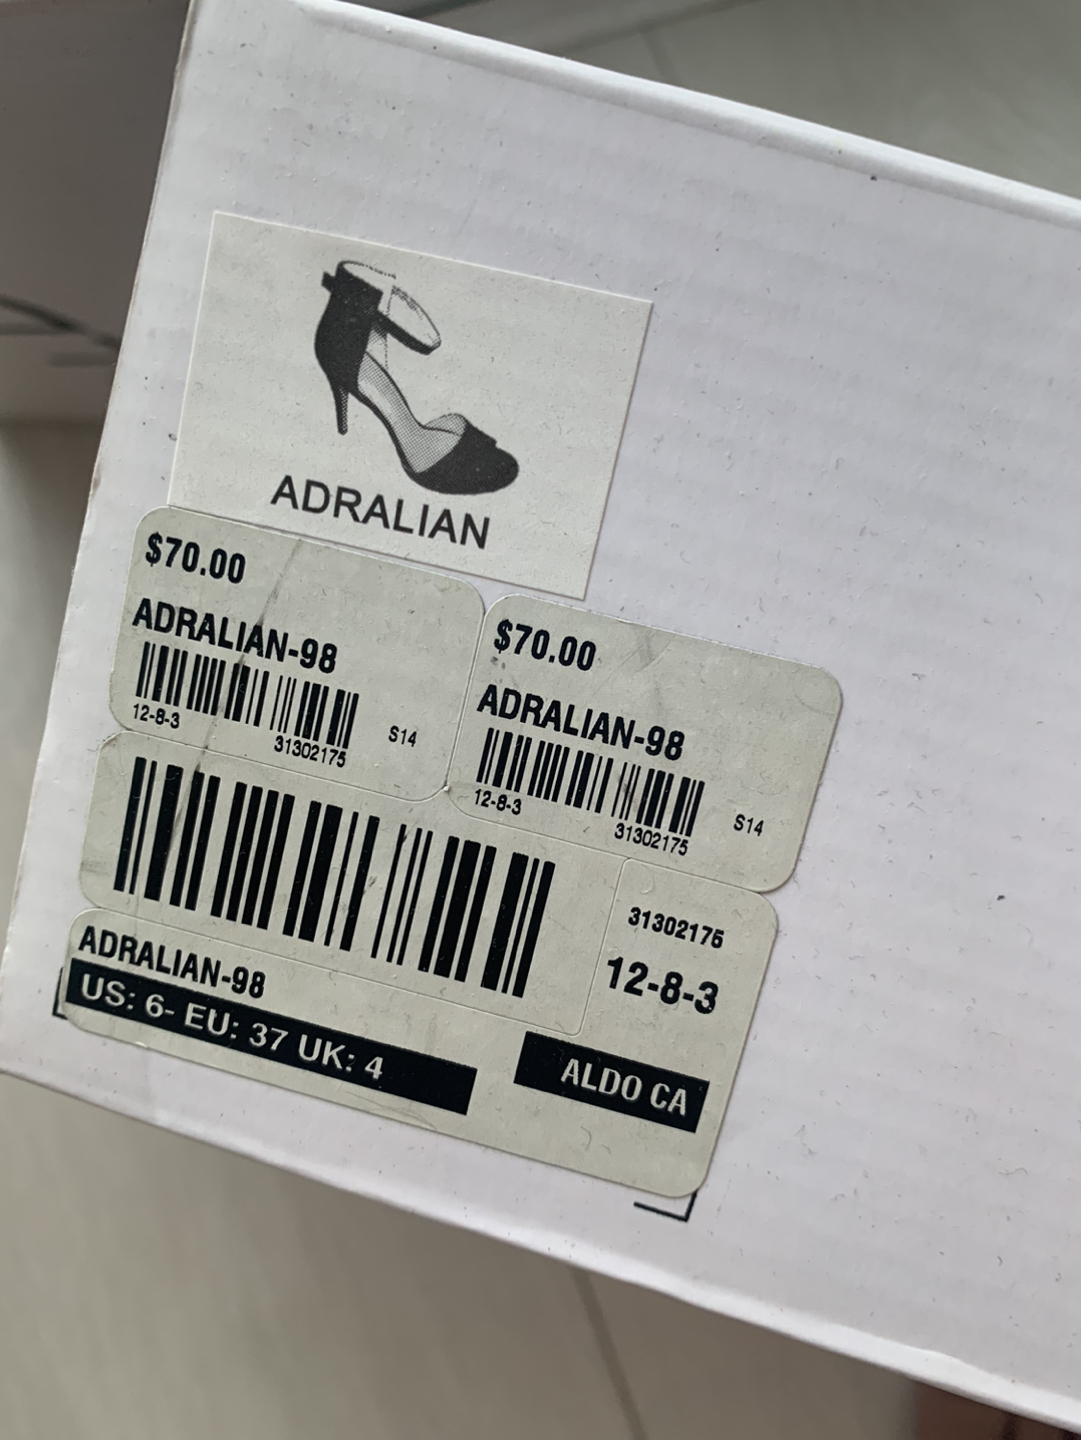 ADRALIAN
$70.00
ADRALIAN-98
12-8-3
31302175
S14
$70.00
ADRALIAN-98
12-8-3
31302175
S14
31302175
12-8-3
ADRALIAN-98
US: 6- EU: 37 UK: 4
ALDO CA